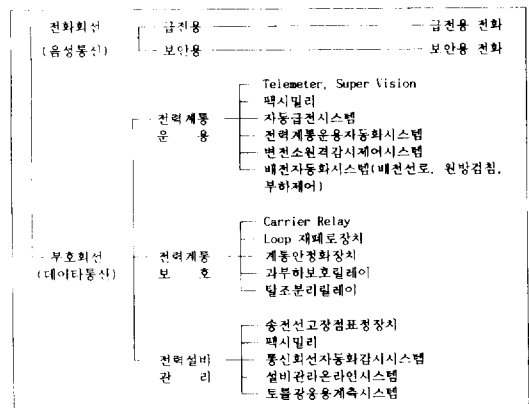 전화회선 급전용 급전용 전화
(음성통신) 보안용 보안용 전화
Telemeter, Super Vision
팩시밀리
전력계통 자동급전시스템
운 용 전력계통운용자동화시스템
변전소원격감시제어시스템
배전자동화시스템(배전선로, 원방검침,
부하제어)
Carrier Relay
Loop 재폐로장치
부호회선 전력계통 계통안정화장치
(데이타통신) 보 호 과부하보호릴레이
탈조분리릴레이
송전선고장점표정장치
팩시밀리
전력설비 통신회선자동화감시시스템
관 리 설비관리온라인시스템
토틀광응용계측시스템